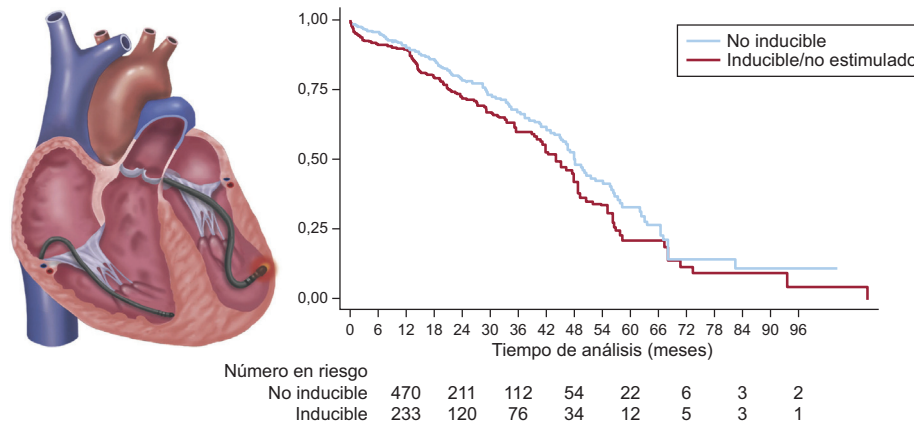 1,00
0,75
0,50
0,25
0,00
No inducible
Inducible/no estimulado
0 6 12 18 24 30 36 42 48 54 60 66 72 78 84 90 96
Tiempo de análisis (meses)
Número en riesgo
No inducible 470 211 112 54 22 6 3 2
Inducible 233 120 76 34 12 5 3 1